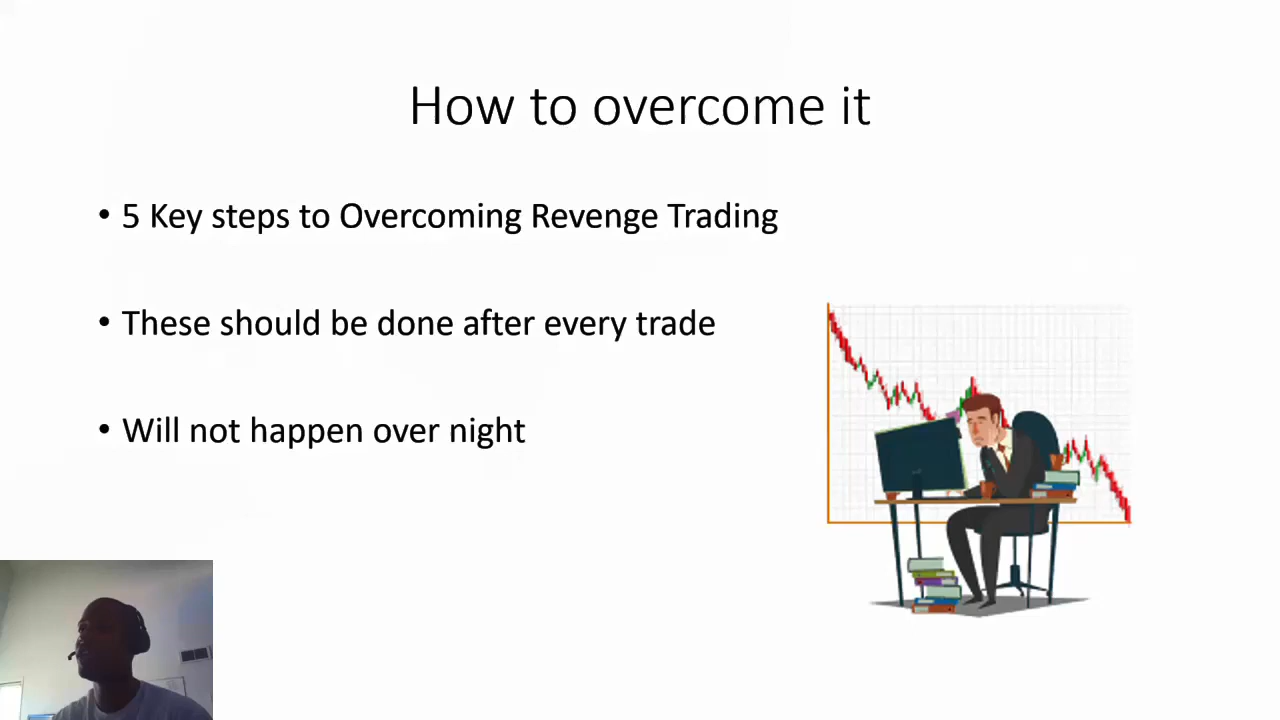 How to overcome it
• 5 Key steps to Overcoming Revenge Trading
• These should be done after every trade
• Will not happen over night